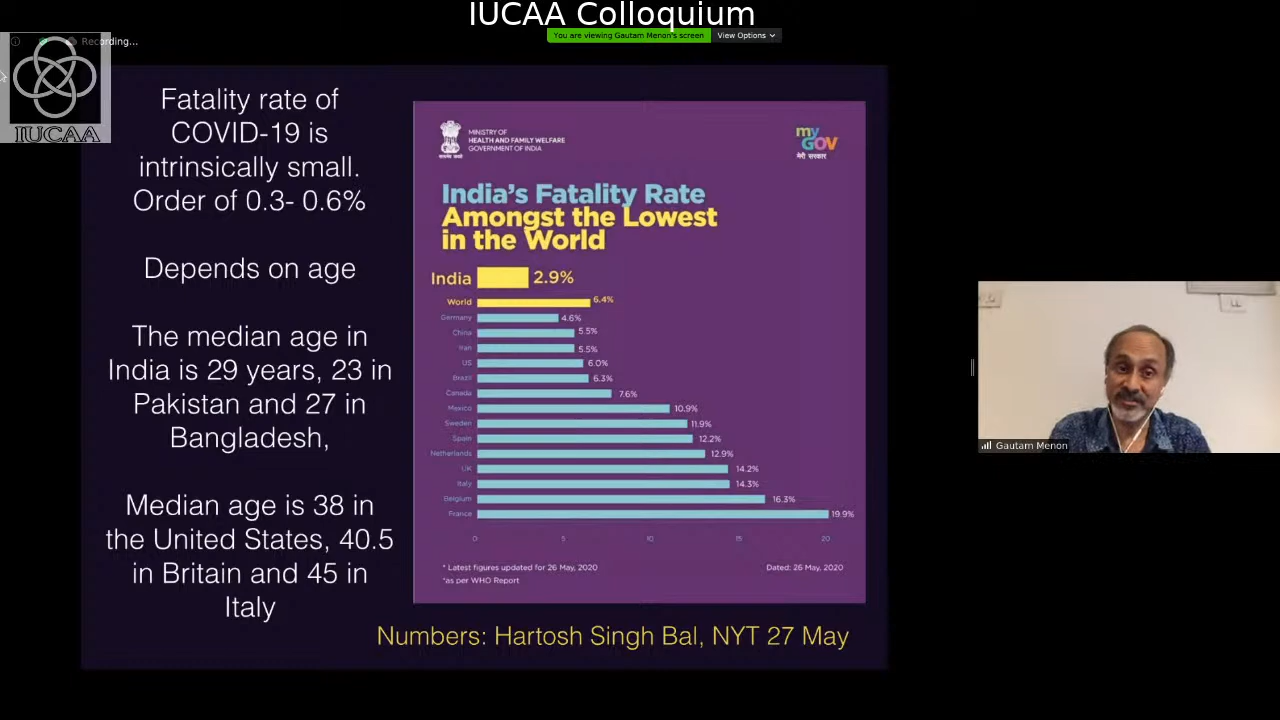 IUCAA Colloquium
You are viewing Gautam Menon's screen
View Options
Recording...
IUCAA
Fatality rate of
COVID-19 is
intrinsically small.
Order of 0.3- 0.6%
Depends on age
The median age in
India is 29 years, 23 in
Pakistan and 27 in
Bangladesh,
Median age is 38 in
the United States, 40.5
in Britain and 45 in
Italy
MINISTRY OF
HEALTH AND FAMILY WELFARE
GOVERNMENT OF INDIA
सत्यमेव जयते
my
GOV
मेरी सरकार
India's Fatality Rate
Amongst the Lowest
in the World
India 2.9%
World 6.4%
Germany 4.6%
China 5.5%
Iran 5.5%
US 6.0%
Brazil 6.3%
Canada 7.6%
Mexico 10.9%
Sweden 11.9%
Spain 12.2%
Netherlands 12.9%
UK 14.2%
Italy 14.3%
Belgium 16.3%
France 19.9%
0 5 10 15 20
* Latest figures updated for 26 May, 2020
*as per WHO Report
Dated: 26 May, 2020
Numbers: Hartosh Singh Bal, NYT 27 May
Gautam Menon